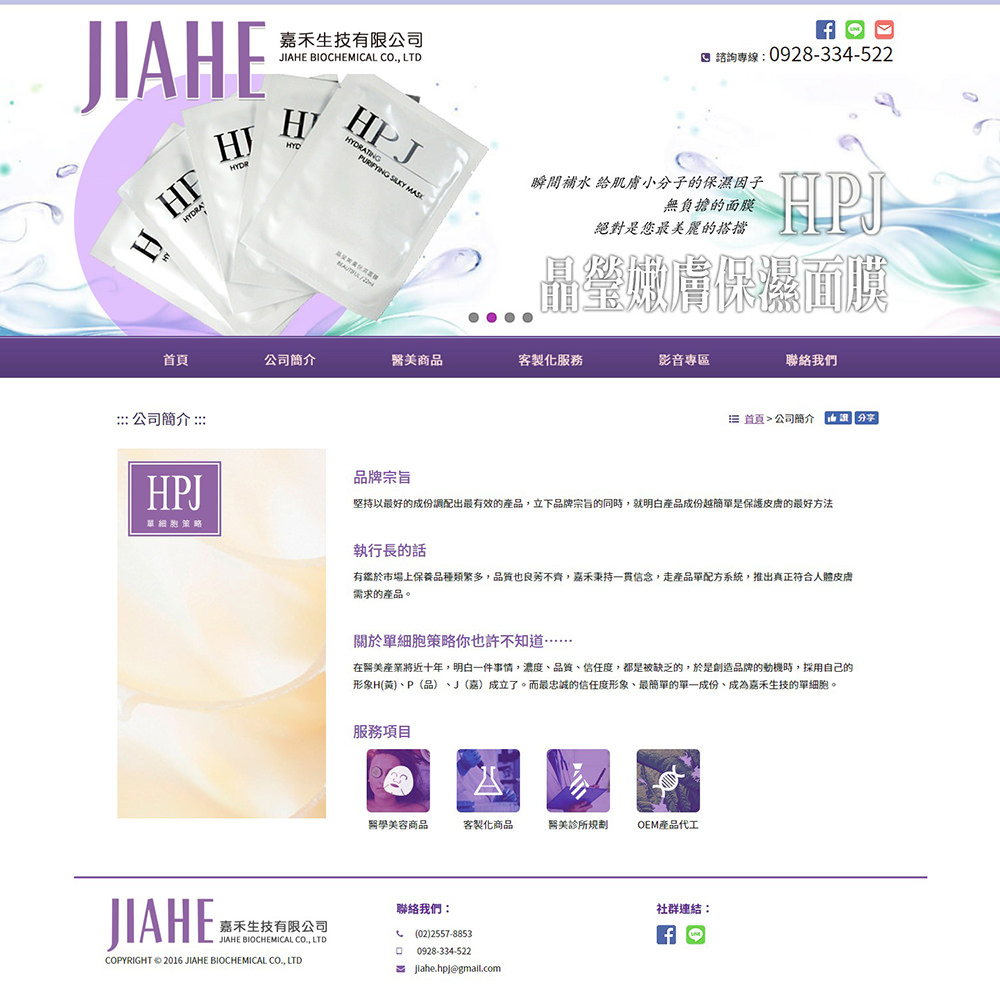 JIAHE
嘉禾生技有限公司
JIAHE BIOCHEMICAL CO., LTD
諮詢專線：0928-334-522
HPJ
HYDRATING
PURIFYING SILKY MASK
晶瑩嫩膚保濕面膜
BEAUTIFUL / 22ml
瞬間補水 給肌膚小分子的保濕因子
無負擔的面膜
絕對是您最美麗的搭擋
HPJ
晶瑩嫩膚保濕面膜
首頁 公司簡介 醫美商品 客製化服務 影音專區 聯絡我們
::: 公司簡介 :::
首頁 > 公司簡介 讚 分享
HPJ
單細胞策略
品牌宗旨
堅持以最好的成份調配出最有效的產品，立下品牌宗旨的同時，就明白產品成份越簡單是保護皮膚的最好方法
執行長的話
有鑑於市場上保養品種類繁多，品質也良莠不齊，嘉禾秉持一貫信念，走產品單配方系統，推出真正符合人體皮膚
需求的產品。
關於單細胞策略你也許不知道……
在醫美產業將近十年，明白一件事情，濃度、品質、信任度，都是被缺乏的，於是創造品牌的動機時，採用自己的
形象H(黃)、P（品）、J（嘉）成立了。而最忠誠的信任度形象、最簡單的單一成份、成為嘉禾生技的單細胞。
服務項目
醫學美容商品 客製化商品 醫美診所規劃 OEM產品代工
JIAHE
嘉禾生技有限公司
JIAHE BIOCHEMICAL CO., LTD
COPYRIGHT © 2016 JIAHE BIOCHEMICAL CO., LTD
聯絡我們：
(02)2557-8853
0928-334-522
jiahe.hpj@gmail.com
社群連結：